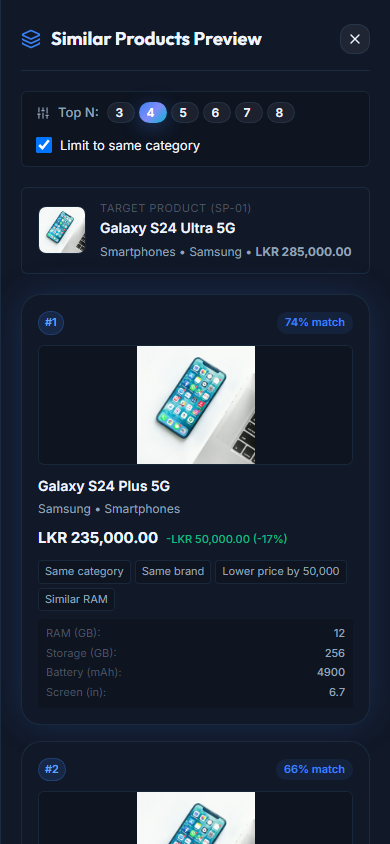 Similar Products Preview
Top N: 3 4 5 6 7 8
Limit to same category
TARGET PRODUCT (SP-01)
Galaxy S24 Ultra 5G
Smartphones • Samsung • LKR 285,000.00
#1 74% match
Galaxy S24 Plus 5G
Samsung • Smartphones
LKR 235,000.00 -LKR 50,000.00 (-17%)
Same category Same brand Lower price by 50,000
Similar RAM
RAM (GB): 12
Storage (GB): 256
Battery (mAh): 4900
Screen (in): 6.7
#2 66% match